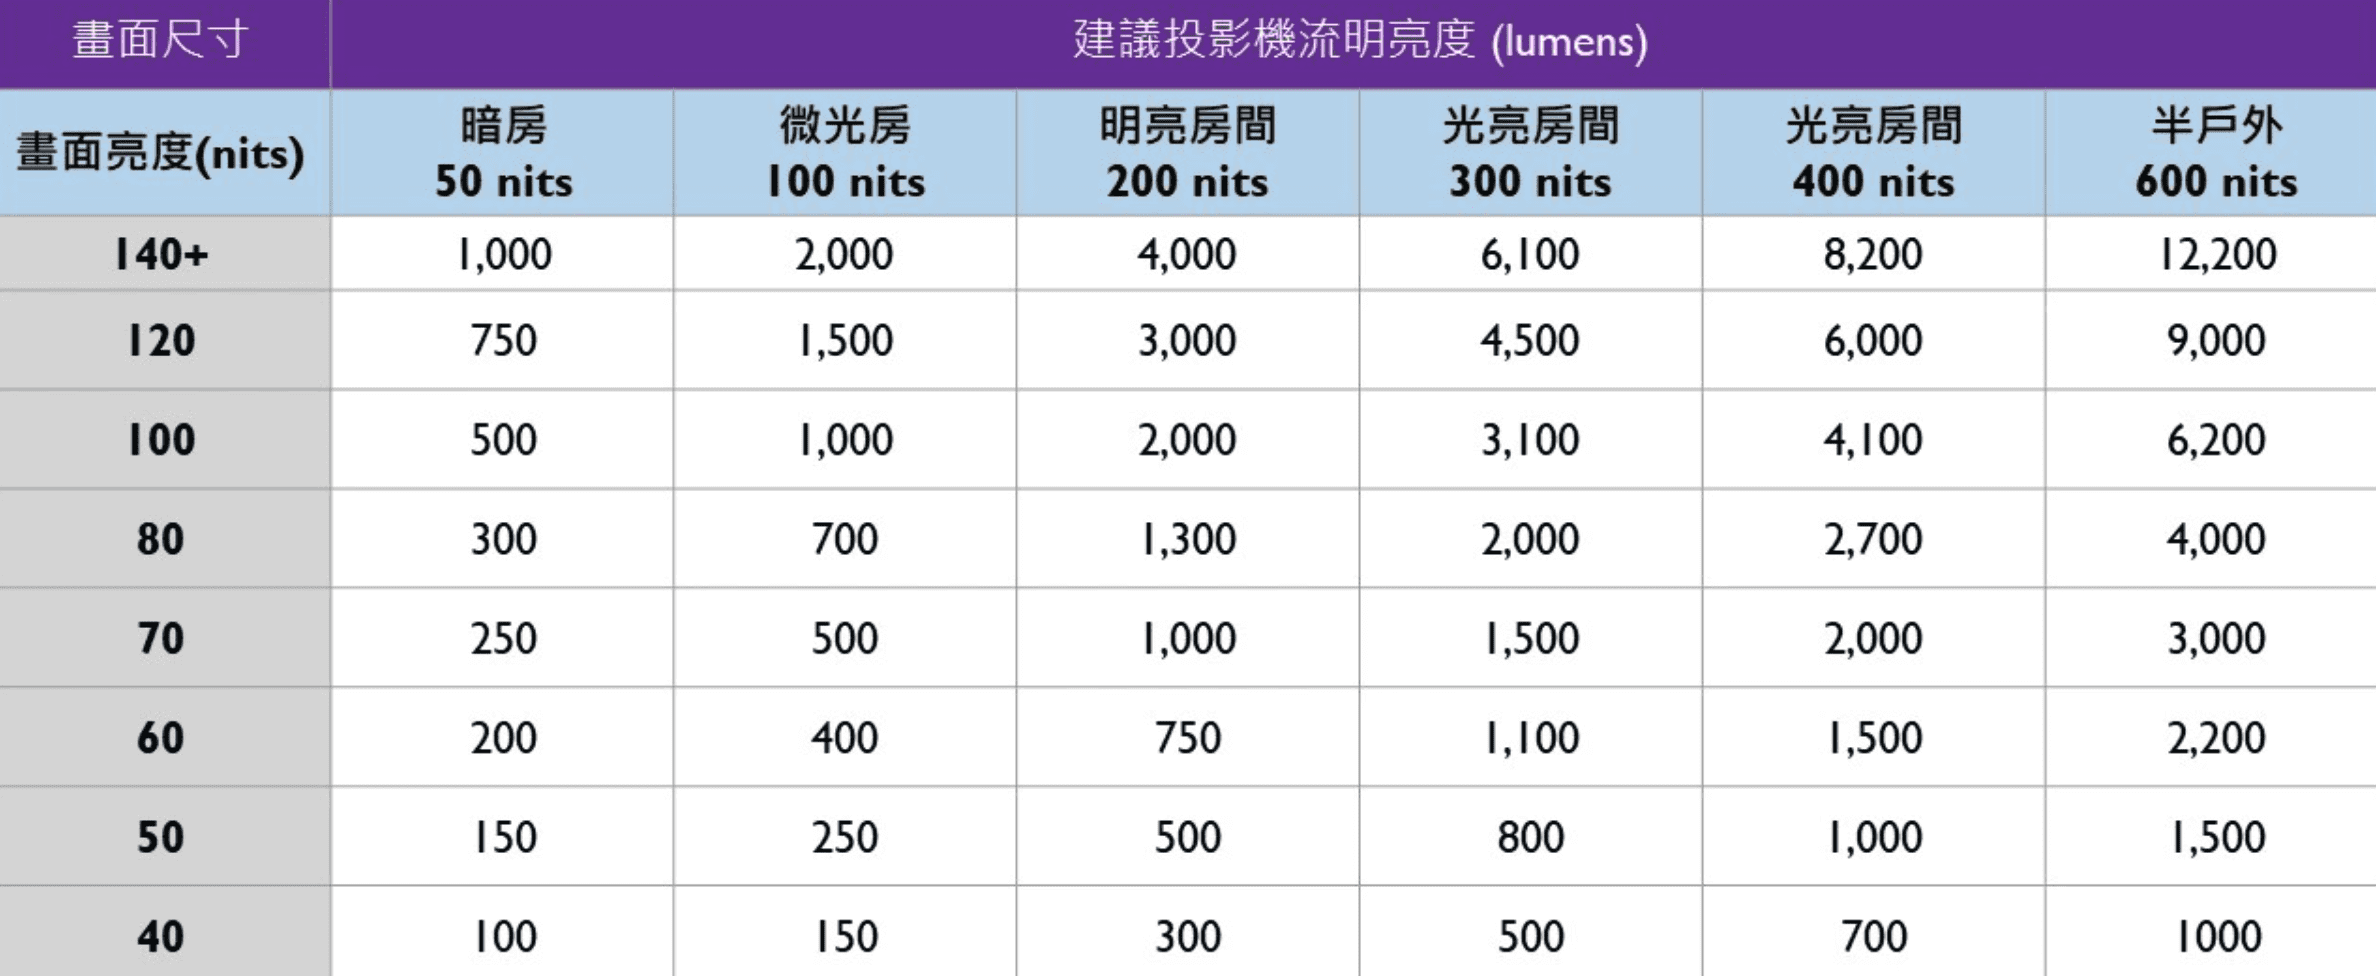 畫面尺寸 建議投影機流明亮度 (lumens)
畫面亮度(nits) 暗房 50 nits 微光房 100 nits 明亮房間 200 nits 光亮房間 300 nits 光亮房間 400 nits 半戶外 600 nits
140+ 1,000 2,000 4,000 6,100 8,200 12,200
120 750 1,500 3,000 4,500 6,000 9,000
100 500 1,000 2,000 3,100 4,100 6,200
80 300 700 1,300 2,000 2,700 4,000
70 250 500 1,000 1,500 2,000 3,000
60 200 400 750 1,100 1,500 2,200
50 150 250 500 800 1,000 1,500
40 100 150 300 500 700 1000